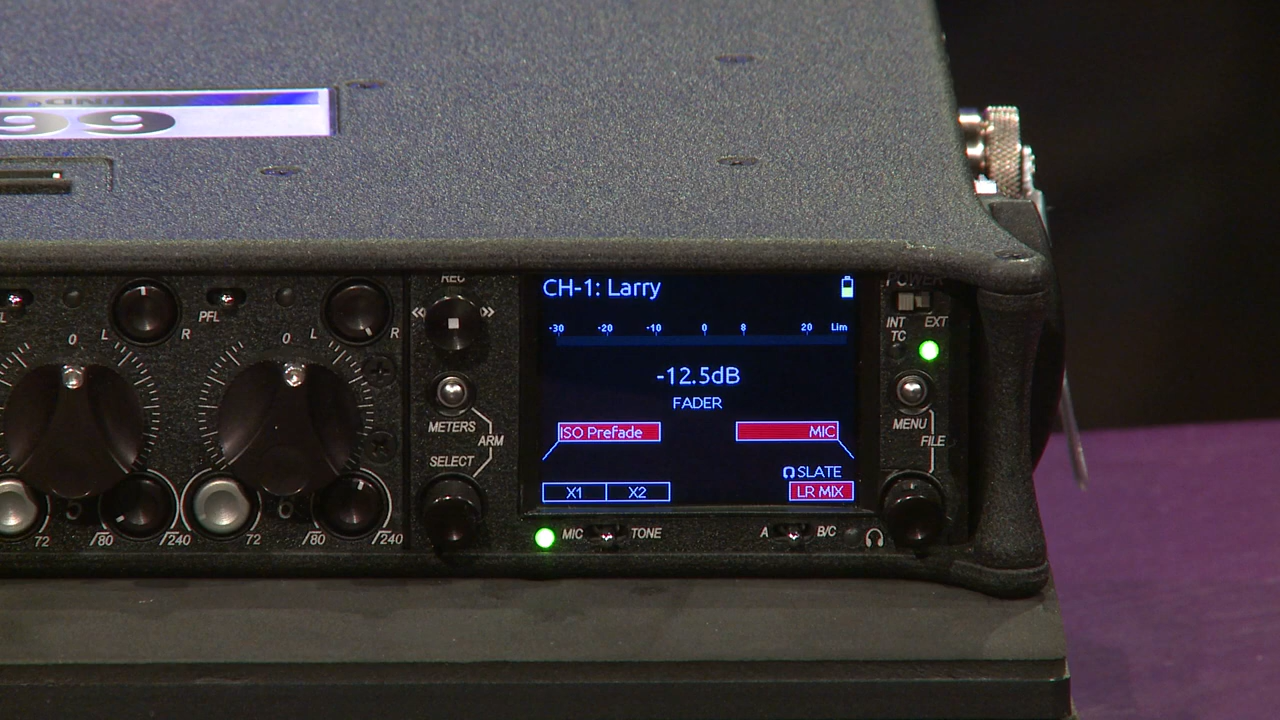 99
REC
POWER
PFL
0 L R
0 L R
INT EXT
TC
CH-1: Larry
-30 -20 -10 0 8 20 Lim
-12.5dB
FADER
ISO Prefade MIC
SLATE
X1 X2 LR MIX
METERS
ARM
SELECT
MENU
FILE
72 /80 /240 72 /80 /240
MIC TONE
A B/C